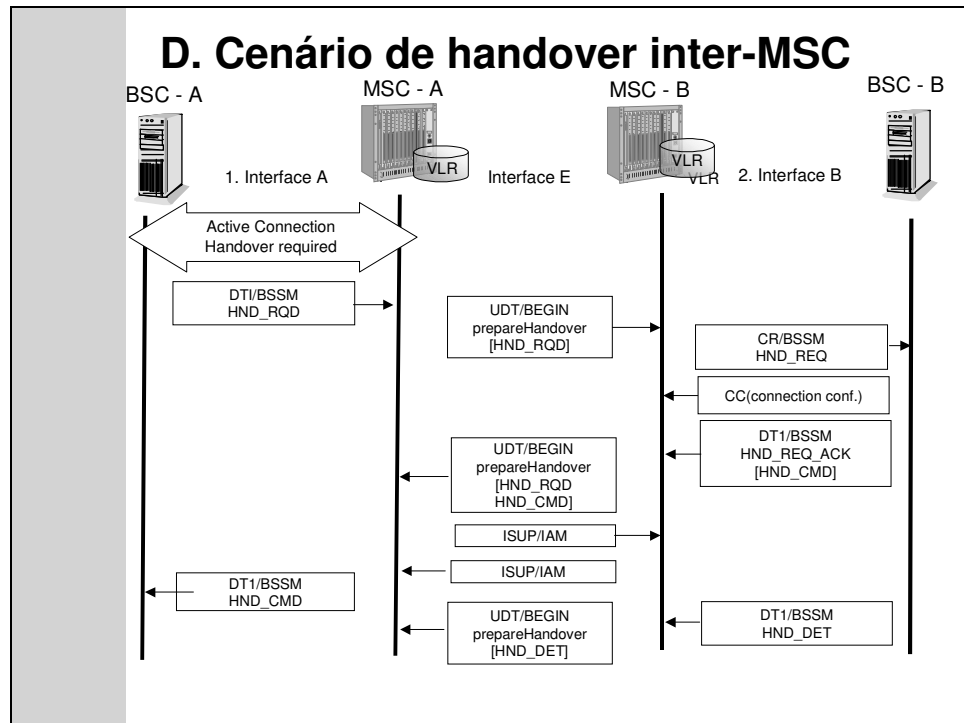 D. Cenário de handover inter-MSC
BSC - A
MSC - A
MSC - B
BSC - B
VLR
VLR
VLR
1. Interface A
Interface E
2. Interface B
Active Connection
Handover required
DTI/BSSM
HND_RQD
UDT/BEGIN
prepareHandover
[HND_RQD]
CR/BSSM
HND_REQ
CC(connection conf.)
DT1/BSSM
HND_REQ_ACK
[HND_CMD]
UDT/BEGIN
prepareHandover
[HND_RQD
HND_CMD]
ISUP/IAM
ISUP/IAM
DT1/BSSM
HND_CMD
UDT/BEGIN
prepareHandover
[HND_DET]
DT1/BSSM
HND_DET